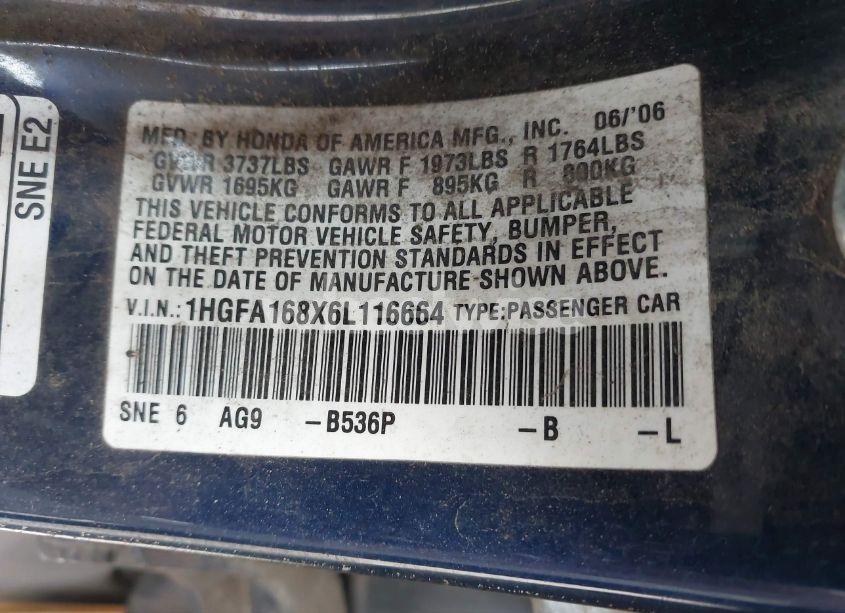 SNE E2
MFD. BY HONDA OF AMERICA MFG., INC. 06/'06
GVWR 3737LBS GAWR F 1973LBS R 1764LBS
GVWR 1695KG GAWR F 895KG R 800KG
THIS VEHICLE CONFORMS TO ALL APPLICABLE
FEDERAL MOTOR VEHICLE SAFETY, BUMPER,
AND THEFT PREVENTION STANDARDS IN EFFECT
ON THE DATE OF MANUFACTURE SHOWN ABOVE.
V.I.N.: 1HGFA168X6L116664 TYPE:PASSENGER CAR
SNE 6 AG9 -B536P -B -L